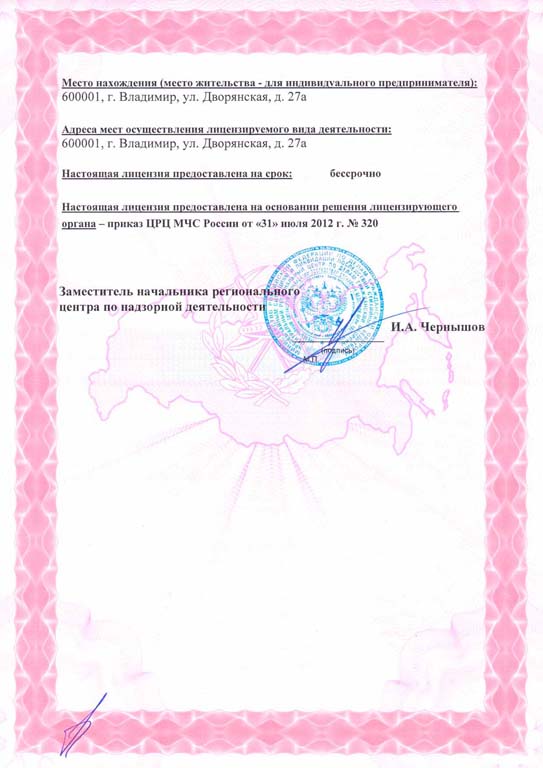 Место нахождения (место жительства - для индивидуального предпринимателя):
600001, г. Владимир, ул. Дворянская, д. 27а
Адреса мест осуществления лицензируемого вида деятельности:
600001, г. Владимир, ул. Дворянская, д. 27а
Настоящая лицензия предоставлена на срок: бессрочно
Настоящая лицензия предоставлена на основании решения лицензирующего
органа – приказ ЦРЦ МЧС России от «31» июля 2012 г. № 320
Заместитель начальника регионального
центра по надзорной деятельности
И.А. Чернышов
(подпись)
М.П.